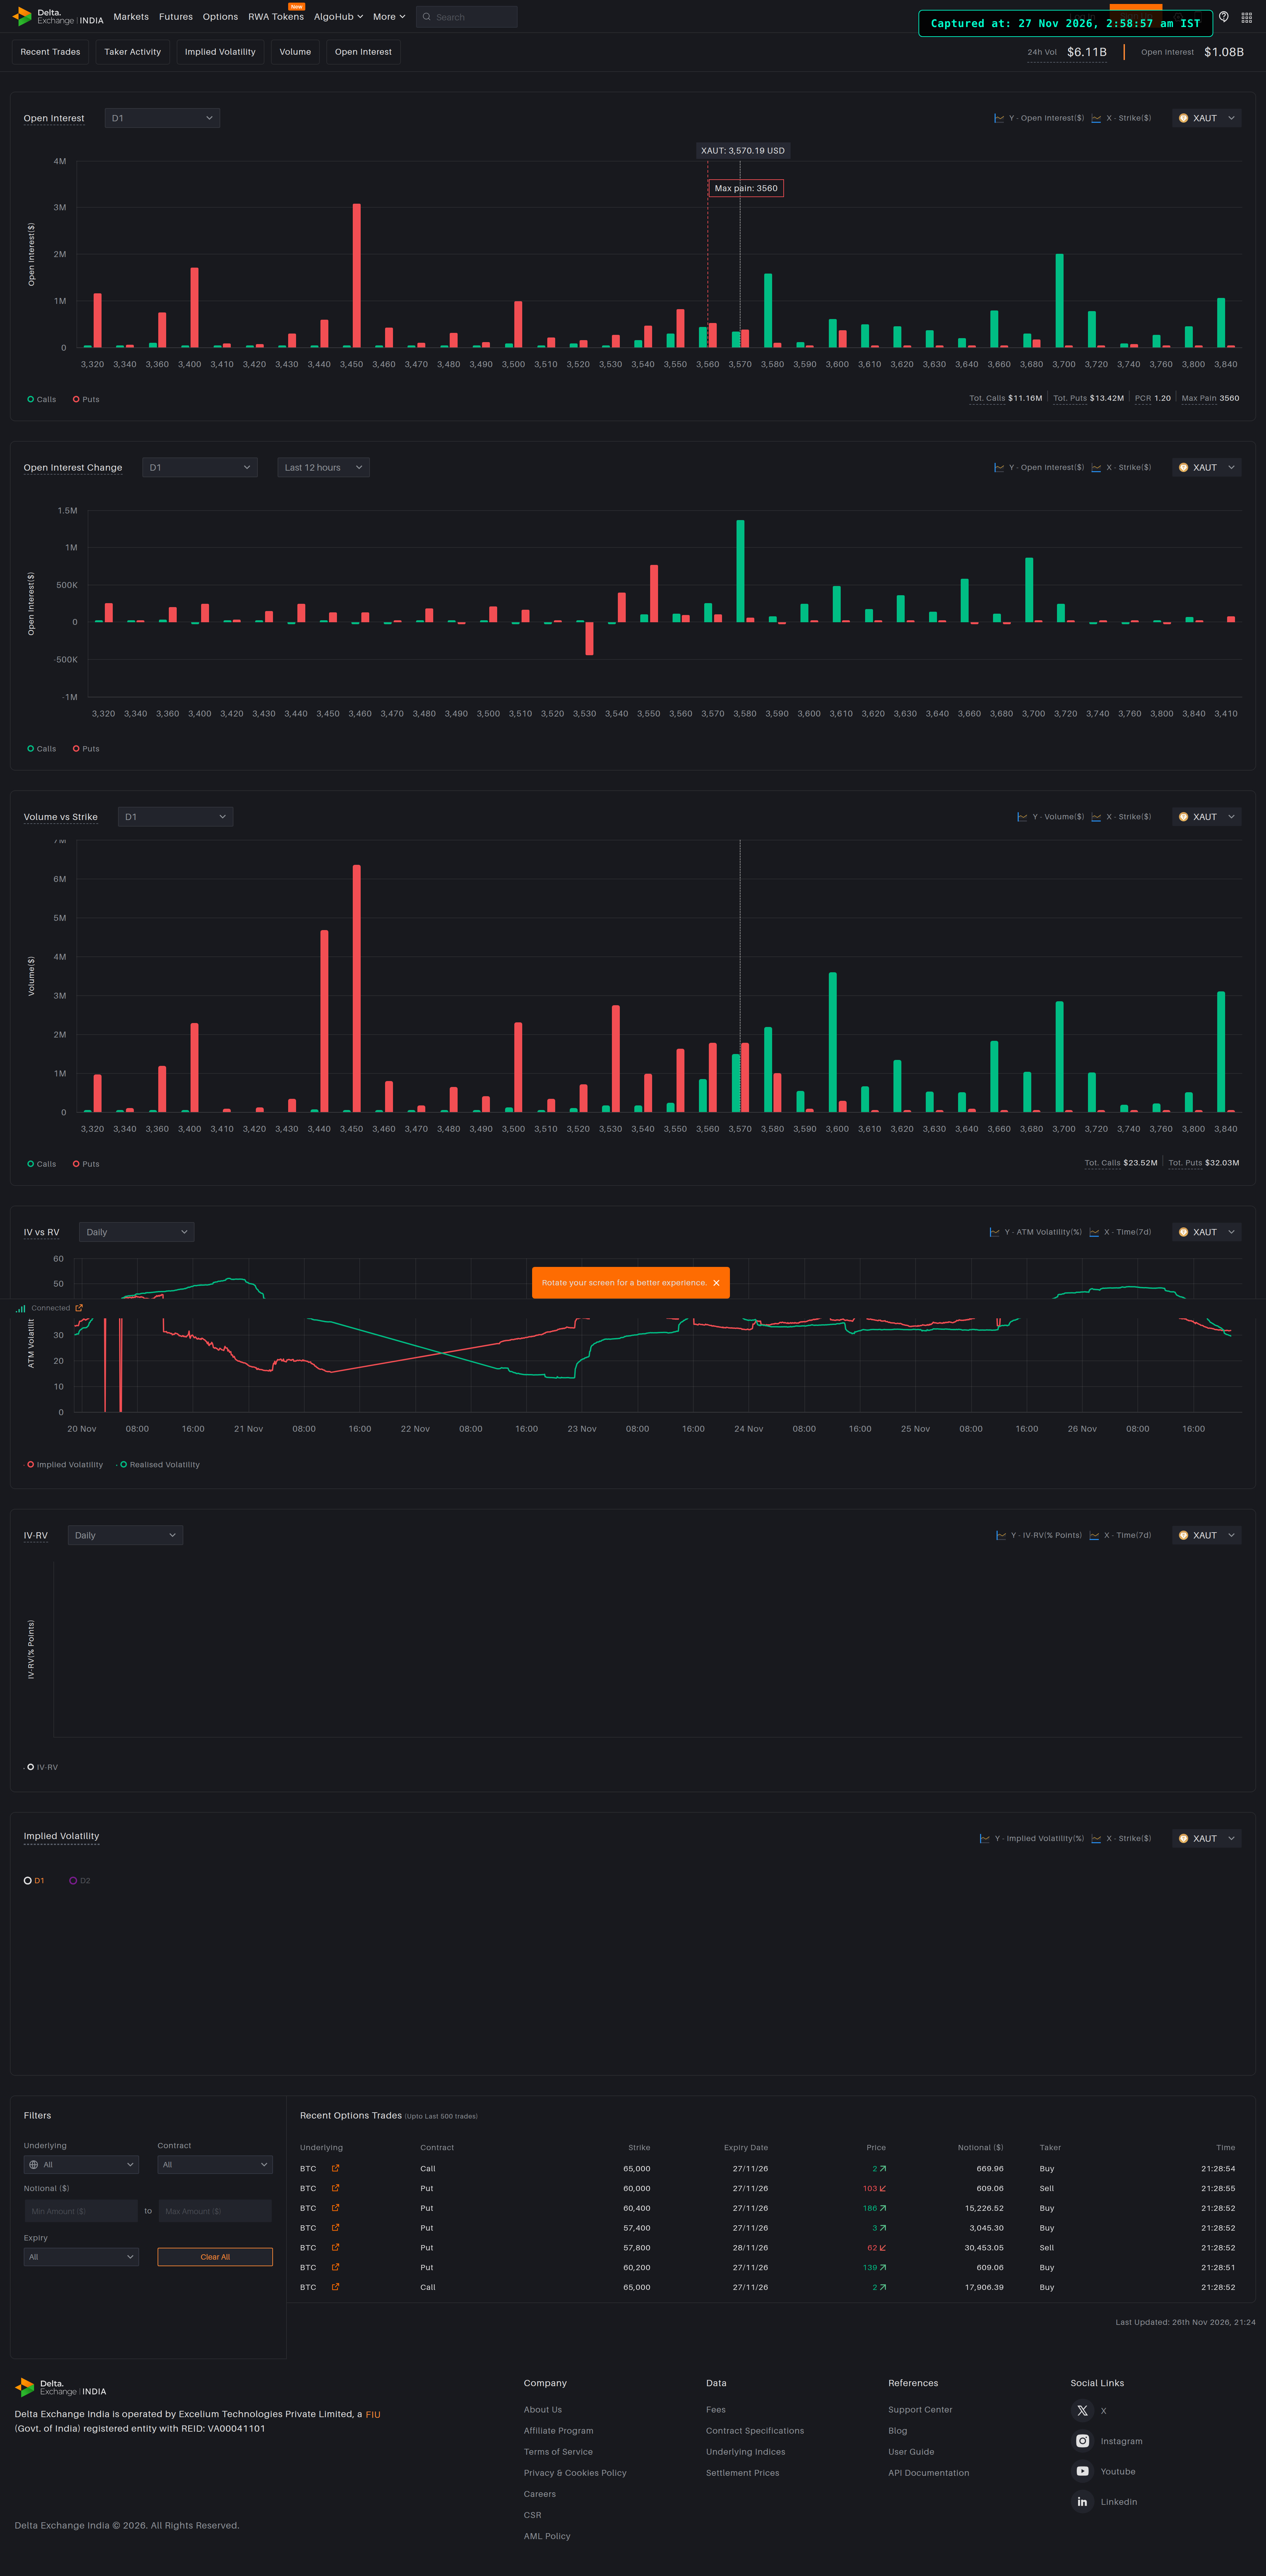 Delta. Exchange | INDIA Markets Futures Options RWA Tokens New AlgoHub More Search
Captured at: 27 Nov 2026, 2:58:57 am IST
Recent Trades Taker Activity Implied Volatility Volume Open Interest 24h Vol $6.11B Open Interest $1.08B
Open Interest D1 Y - Open Interest($) X - Strike($) XAUT
XAUT: 3,570.19 USD
Max pain: 3560
Open Interest($)
4M
3M
2M
1M
0
3,320 3,340 3,360 3,400 3,410 3,420 3,430 3,440 3,450 3,460 3,470 3,480 3,490 3,500 3,510 3,520 3,530 3,540 3,550 3,560 3,570 3,580 3,590 3,600 3,610 3,620 3,630 3,640 3,660 3,680 3,700 3,720 3,740 3,760 3,800 3,840
Calls Puts Tot. Calls $11.16M Tot. Puts $13.42M PCR 1.20 Max Pain 3560
Open Interest Change D1 Last 12 hours Y - Open Interest($) X - Strike($) XAUT
Open Interest($)
1.5M
1M
500K
0
-500K
-1M
3,320 3,340 3,360 3,400 3,420 3,430 3,440 3,450 3,460 3,470 3,480 3,490 3,500 3,510 3,520 3,530 3,540 3,550 3,560 3,570 3,580 3,590 3,600 3,610 3,620 3,630 3,640 3,660 3,680 3,700 3,720 3,740 3,760 3,800 3,840 3,410
Calls Puts
Volume vs Strike D1 Y - Volume($) X - Strike($) XAUT
Volume($)
7M
6M
5M
4M
3M
2M
1M
0
3,320 3,340 3,360 3,400 3,410 3,420 3,430 3,440 3,450 3,460 3,470 3,480 3,490 3,500 3,510 3,520 3,530 3,540 3,550 3,560 3,570 3,580 3,590 3,600 3,610 3,620 3,630 3,640 3,660 3,680 3,700 3,720 3,740 3,760 3,800 3,840
Calls Puts Tot. Calls $23.52M Tot. Puts $32.03M
IV vs RV Daily Y - ATM Volatility(%) X - Time(7d) XAUT
60
50
Rotate your screen for a better experience.
Connected
ATM Volatilit
30
20
10
0
20 Nov 08:00 16:00 21 Nov 08:00 16:00 22 Nov 08:00 16:00 23 Nov 08:00 16:00 24 Nov 08:00 16:00 25 Nov 08:00 16:00 26 Nov 08:00 16:00
Implied Volatility Realised Volatility
IV-RV Daily Y - IV-RV(% Points) X - Time(7d) XAUT
IV-RV(% Points)
IV-RV
Implied Volatility Y - Implied Volatility(%) X - Strike($) XAUT
D1 D2
Filters
Underlying Contract
All All
Notional ($)
Min Amount ($) to Max Amount ($)
Expiry
All Clear All
Recent Options Trades (Upto Last 500 trades)
Underlying Contract Strike Expiry Date Price Notional ($) Taker Time
BTC Call 65,000 27/11/26 2 669.96 Buy 21:28:54
BTC Put 60,000 27/11/26 103 609.06 Sell 21:28:55
BTC Put 60,400 27/11/26 186 15,226.52 Buy 21:28:52
BTC Put 57,400 27/11/26 3 3,045.30 Buy 21:28:52
BTC Put 57,800 28/11/26 62 30,453.05 Sell 21:28:52
BTC Put 60,200 27/11/26 139 609.06 Buy 21:28:51
BTC Call 65,000 27/11/26 2 17,906.39 Buy 21:28:52
Last Updated: 26th Nov 2026, 21:24
Delta. Exchange | INDIA
Delta Exchange India is operated by Excelium Technologies Private Limited, a FIU
(Govt. of India) registered entity with REID: VA00041101
Delta Exchange India © 2026. All Rights Reserved.
Company
About Us
Affiliate Program
Terms of Service
Privacy & Cookies Policy
Careers
CSR
AML Policy
Data
Fees
Contract Specifications
Underlying Indices
Settlement Prices
References
Support Center
Blog
User Guide
API Documentation
Social Links
X
Instagram
Youtube
Linkedin